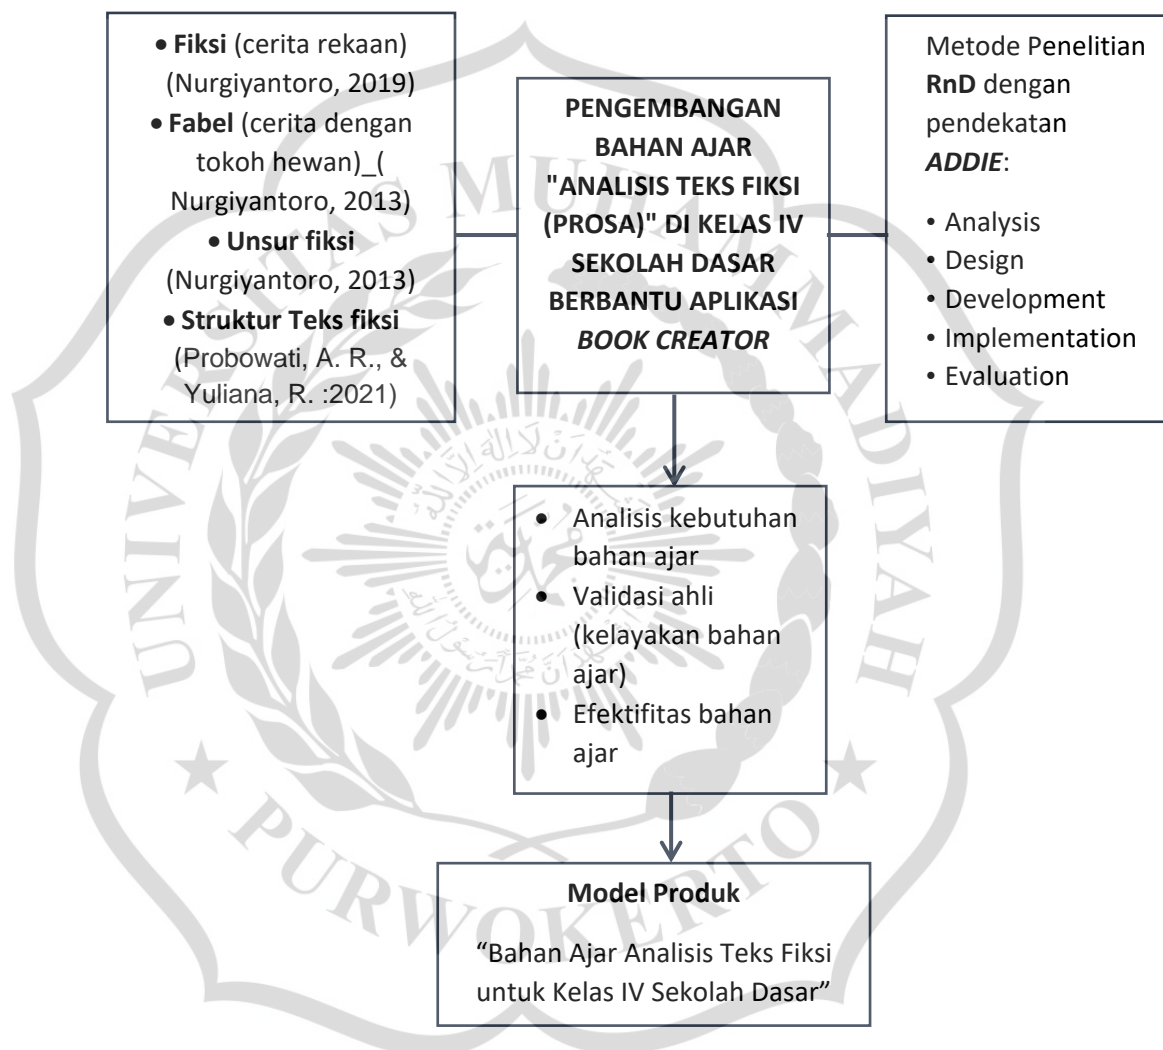 • Fiksi (cerita rekaan)
(Nurgiyantoro, 2019)
• Fabel (cerita dengan
tokoh hewan)_(
Nurgiyantoro, 2013)
• Unsur fiksi
(Nurgiyantoro, 2013)
• Struktur Teks fiksi
(Probowati, A. R., &
Yuliana, R. :2021)
PENGEMBANGAN
BAHAN AJAR
"ANALISIS TEKS FIKSI
(PROSA)" DI KELAS IV
SEKOLAH DASAR
BERBANTU APLIKASI
BOOK CREATOR
Metode Penelitian
RnD dengan
pendekatan
ADDIE:
• Analysis
• Design
• Development
• Implementation
• Evaluation
• Analisis kebutuhan
bahan ajar
• Validasi ahli
(kelayakan bahan
ajar)
• Efektifitas bahan
ajar
Model Produk
“Bahan Ajar Analisis Teks Fiksi
untuk Kelas IV Sekolah Dasar”
UNIVERSITAS MUHAMMADIYAH
PURWOKERTO